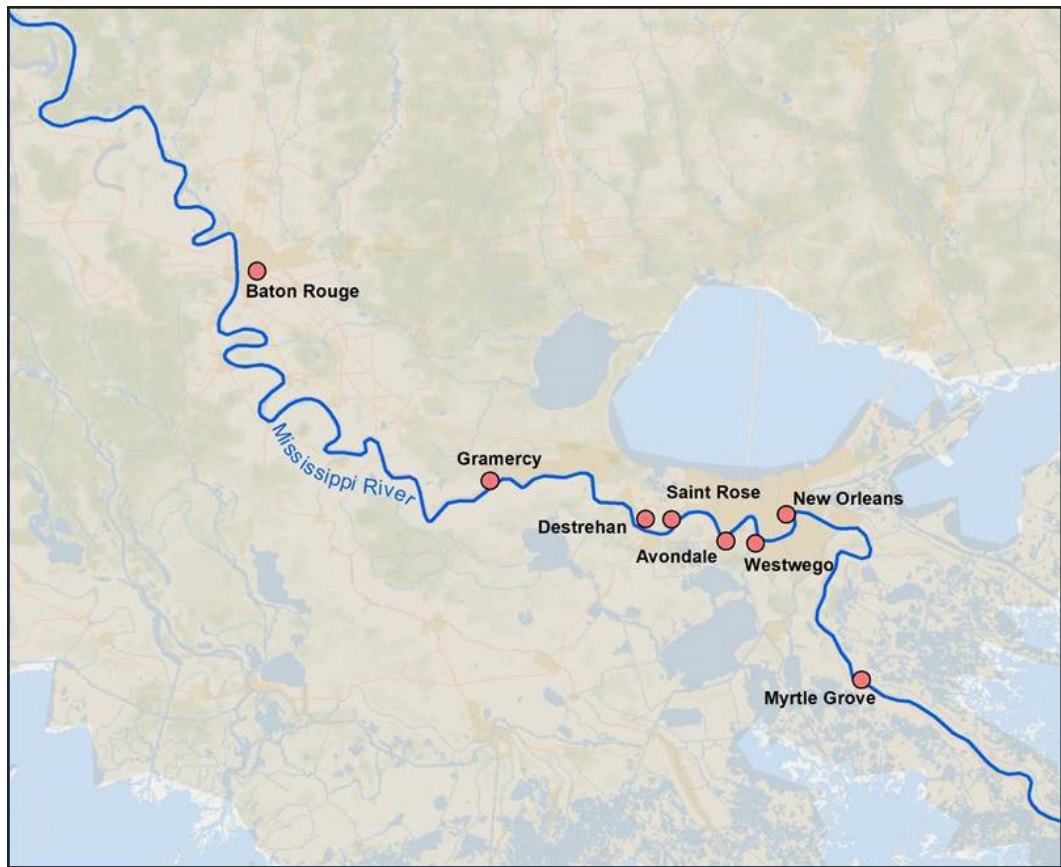 Baton Rouge
Mississippi River
Gramercy
Saint Rose
New Orleans
Destrehan
Avondale
Westwego
Myrtle Grove